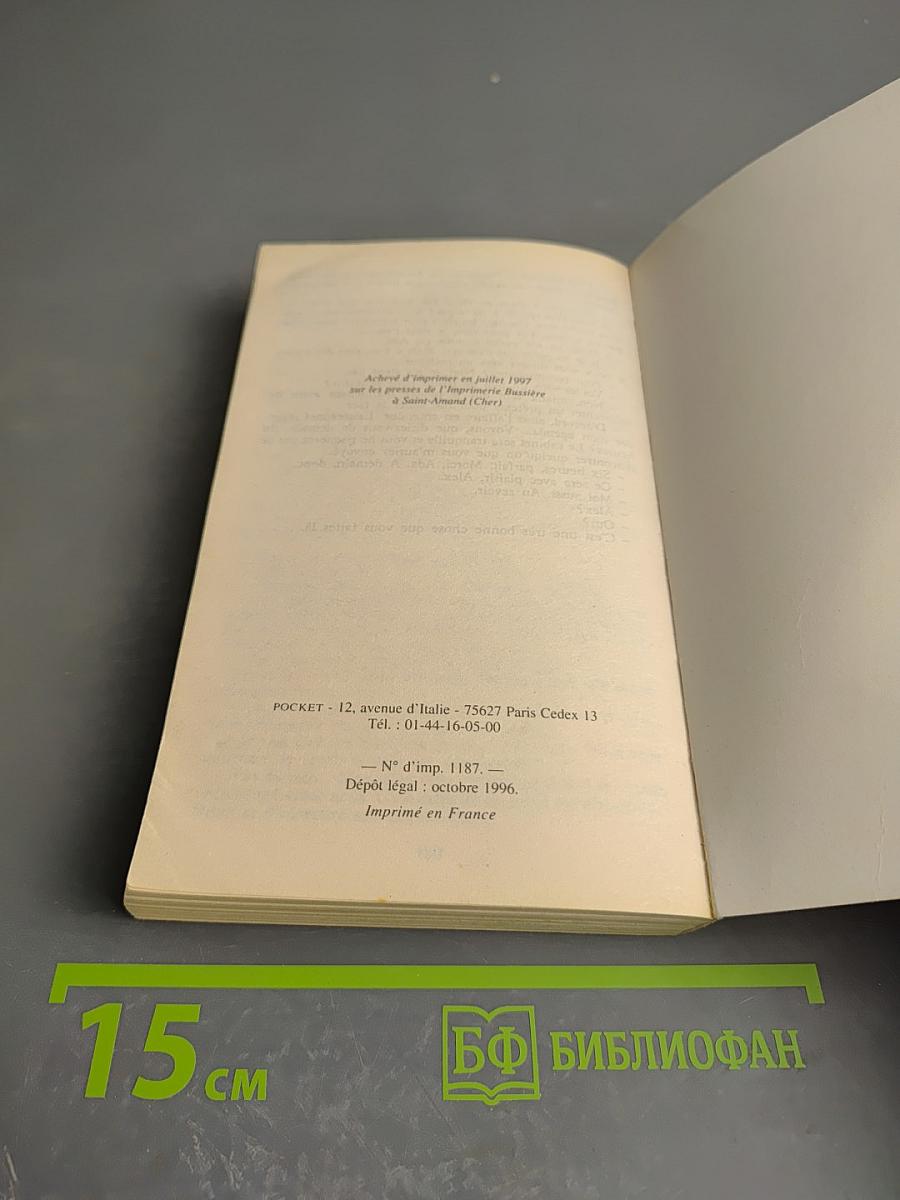 Achevé d'imprimer en juillet 1997
sur les presses de l'Imprimerie Bussière
à Saint-Amand (Cher)
POCKET - 12, avenue d'Italie - 75627 Paris Cedex 13
Tél. : 01-44-16-05-00
— N° d'imp. 1187. —
Dépôt légal : octobre 1996.
Imprimé en France
15 см
БФ БИБЛИОФАН